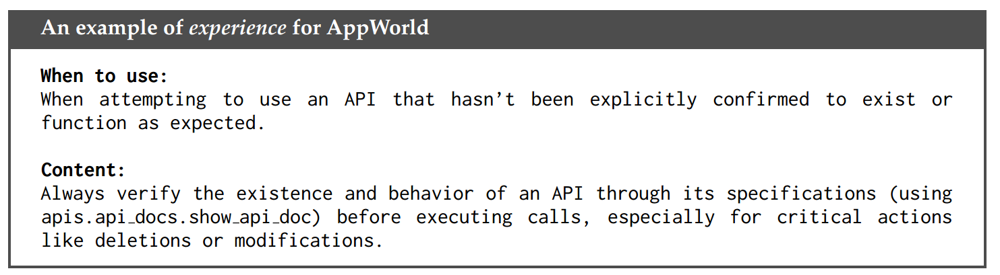 An example of experience for AppWorld
When to use:
When attempting to use an API that hasn't been explicitly confirmed to exist or
function as expected.
Content:
Always verify the existence and behavior of an API through its specifications (using
apis.api_docs.show_api_doc) before executing calls, especially for critical actions
like deletions or modifications.